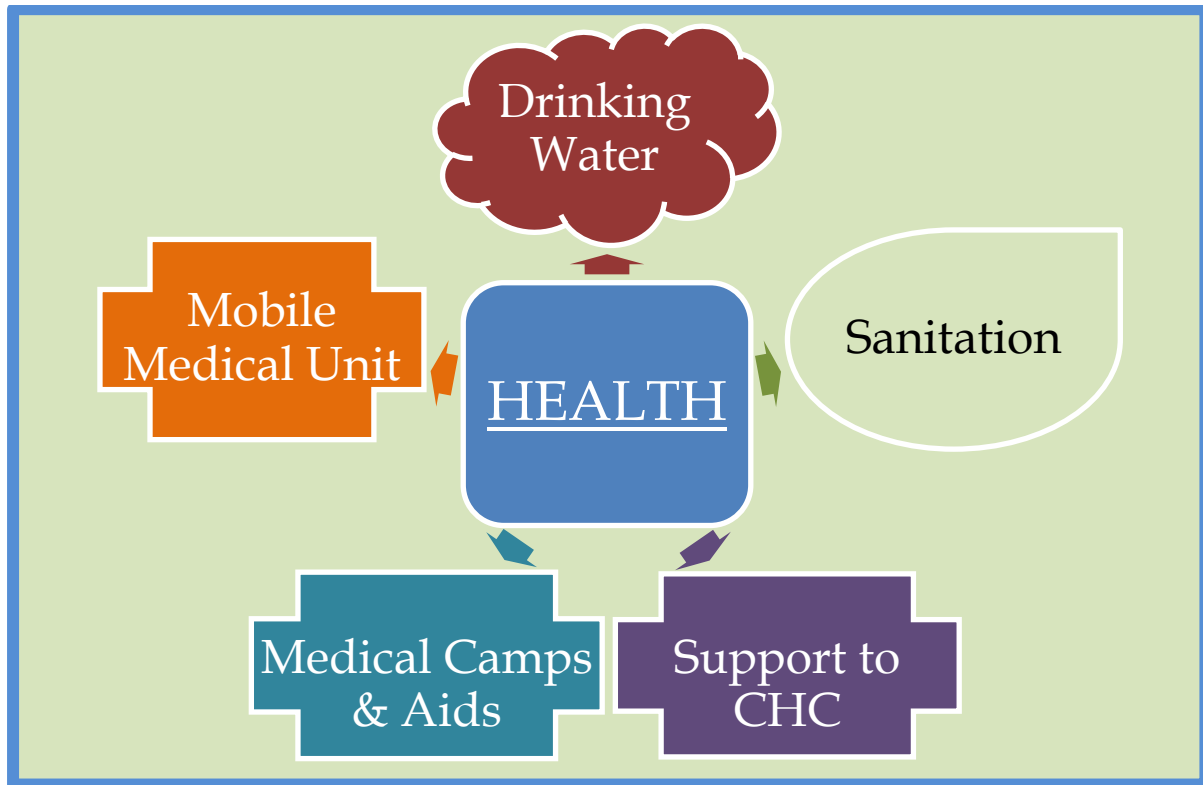 Drinking
Water
Mobile
Medical Unit
HEALTH
Sanitation
Medical Camps
& Aids
Support to
CHC